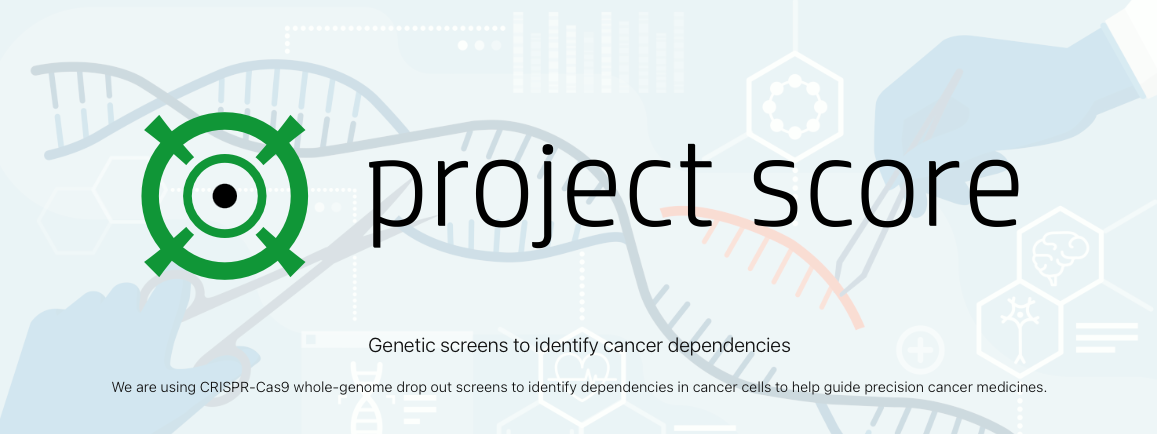 project score
Genetic screens to identify cancer dependencies
We are using CRISPR-Cas9 whole-genome drop out screens to identify dependencies in cancer cells to help guide precision cancer medicines.